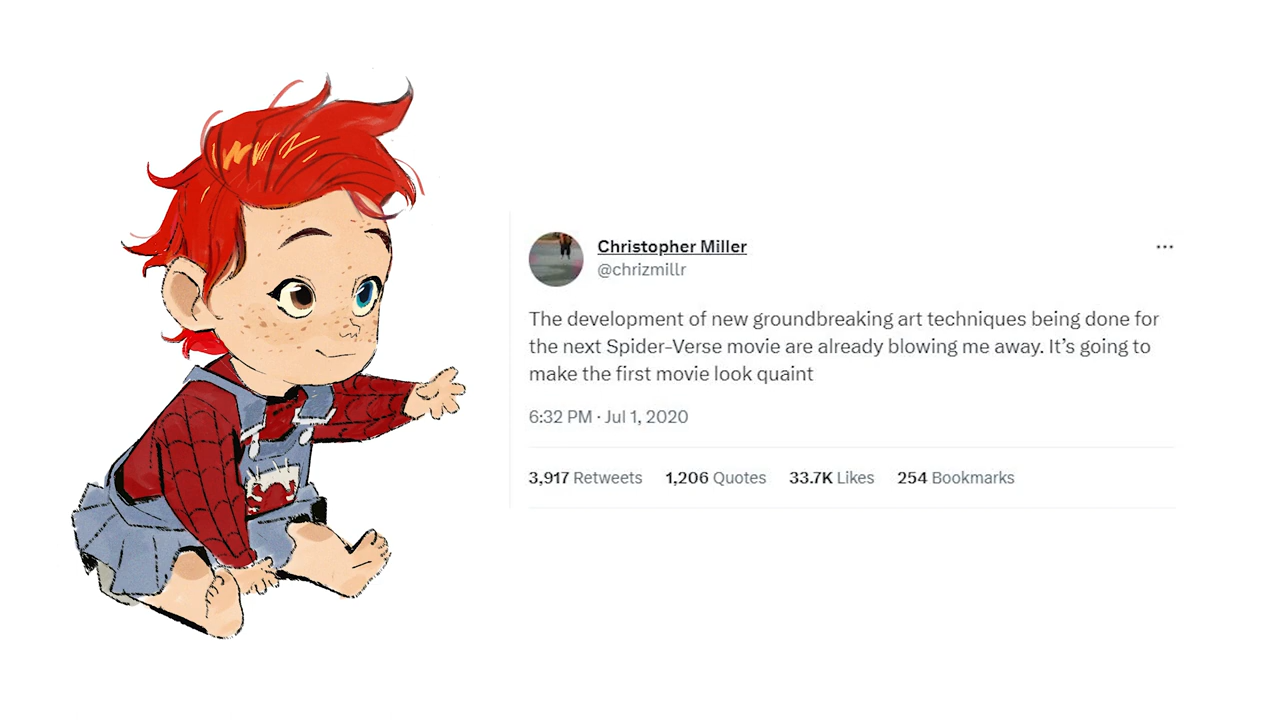 Christopher Miller
@chrizmillr
The development of new groundbreaking art techniques being done for
the next Spider-Verse movie are already blowing me away. It's going to
make the first movie look quaint
6:32 PM · Jul 1, 2020
3,917 Retweets 1,206 Quotes 33.7K Likes 254 Bookmarks